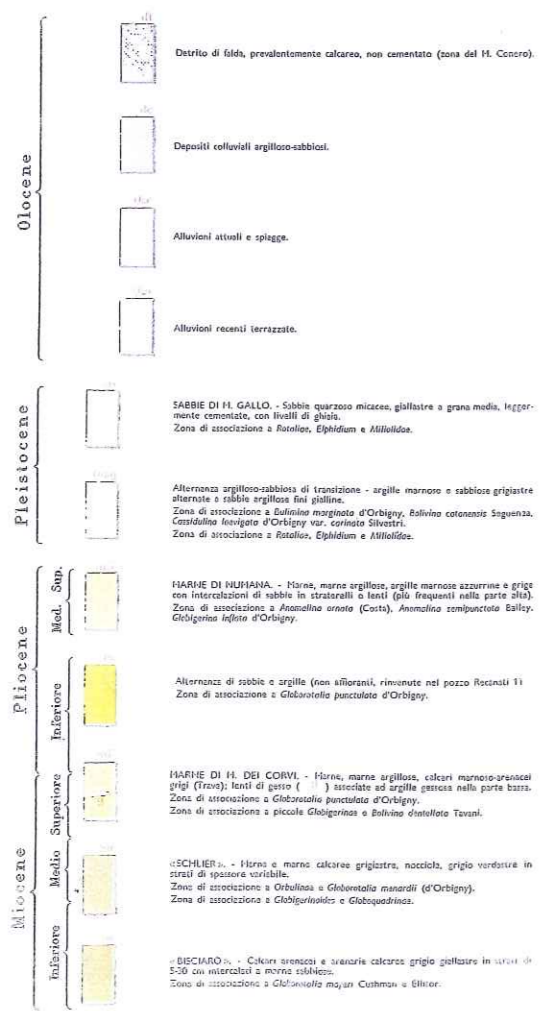 Olocene
Detrito di falda, prevalentemente calcareo, non cementato (zona del M. Conero).
Depositi colluviali argilloso-sabbiosi.
Alluvioni attuali e spiagge.
Alluvioni recenti terrazzate.
Pleistocene
SABBIE DI M. GALLO. - Sabbie quarzoso micacee, giallastre a grana media, legger-
mente cementate, con livelli di ghiaia.
Zona di associazione a Rotaliae, Elphidium e Miliolidae.
Alternanza argilloso-sabbiosa di transizione - argille marnose e sabbiose grigiastre
alternate a sabbie argillose fini gialline.
Zona di associazione a Bulimina marginata d'Orbigny, Bolivina catanensis Seguenza,
Cassidulina laevigata d'Orbigny var. carinata Silvestri.
Zona di associazione a Rotaliae, Elphidium e Miliolidae.
Pliocene
Med. Sup.
MARNE DI NUMANA. - Marne, marne argillose, argille marnose azzurrine e grige
con intercalazioni di sabbie in straterelli o lenti (più frequenti nella parte alta).
Zona di associazione a Anomalina ornata (Costa), Anomalina semipunctata Bailey,
Globigerina inflata d'Orbigny.
Inferiore
Alternanze di sabbie e argille (non affioranti, rinvenute nel pozzo Recanati 1)
Zona di associazione a Globorotalia punctulata d'Orbigny.
Miocene
Superiore
MARNE DI M. DEI CORVI. - Marne, marne argillose, calcari marnoso-arenacei
grigi (Trave); lenti di gesso ( ) associate ad argille gessose nella parte bassa.
Zona di associazione a Globorotalia punctulata d'Orbigny.
Zona di associazione a piccole Globigerinae e Bolivina dentellata Tavani.
Medio
«SCHLIER». - Marne e marne calcaree grigiastre, nocciola, grigio verdastre in
strati di spessore variabile.
Zona di associazione a Orbulinae e Globorotalia menardii (d'Orbigny).
Zona di associazione a Globigerinoides e Globoquadrinae.
Inferiore
«BISCIARO». - Calcari arenacei e arenarie calcaree grigio giallastre in strati di
5-30 cm intercalati a marne sabbiose.
Zona di associazione a Globorotalia mayeri Cushman e Ellisor.